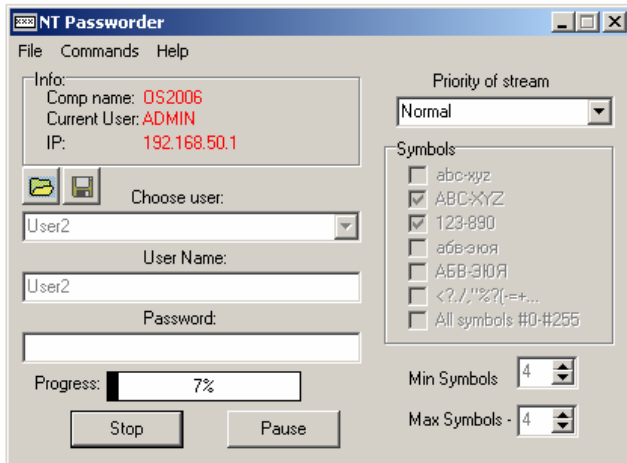 NT Passworder
File Commands Help
Info:
Comp name: OS2006
Current User: ADMIN
IP: 192.168.50.1
Choose user:
User2
User Name:
User2
Password:
Progress: 7%
Stop Pause
Priority of stream
Normal
Symbols
abc-xyz
ABC-XYZ
123-890
абв-эюя
АБВ-ЭЮЯ
<?./,"%?(-=+...
All symbols #0-#255
Min Symbols 4
Max Symbols - 4